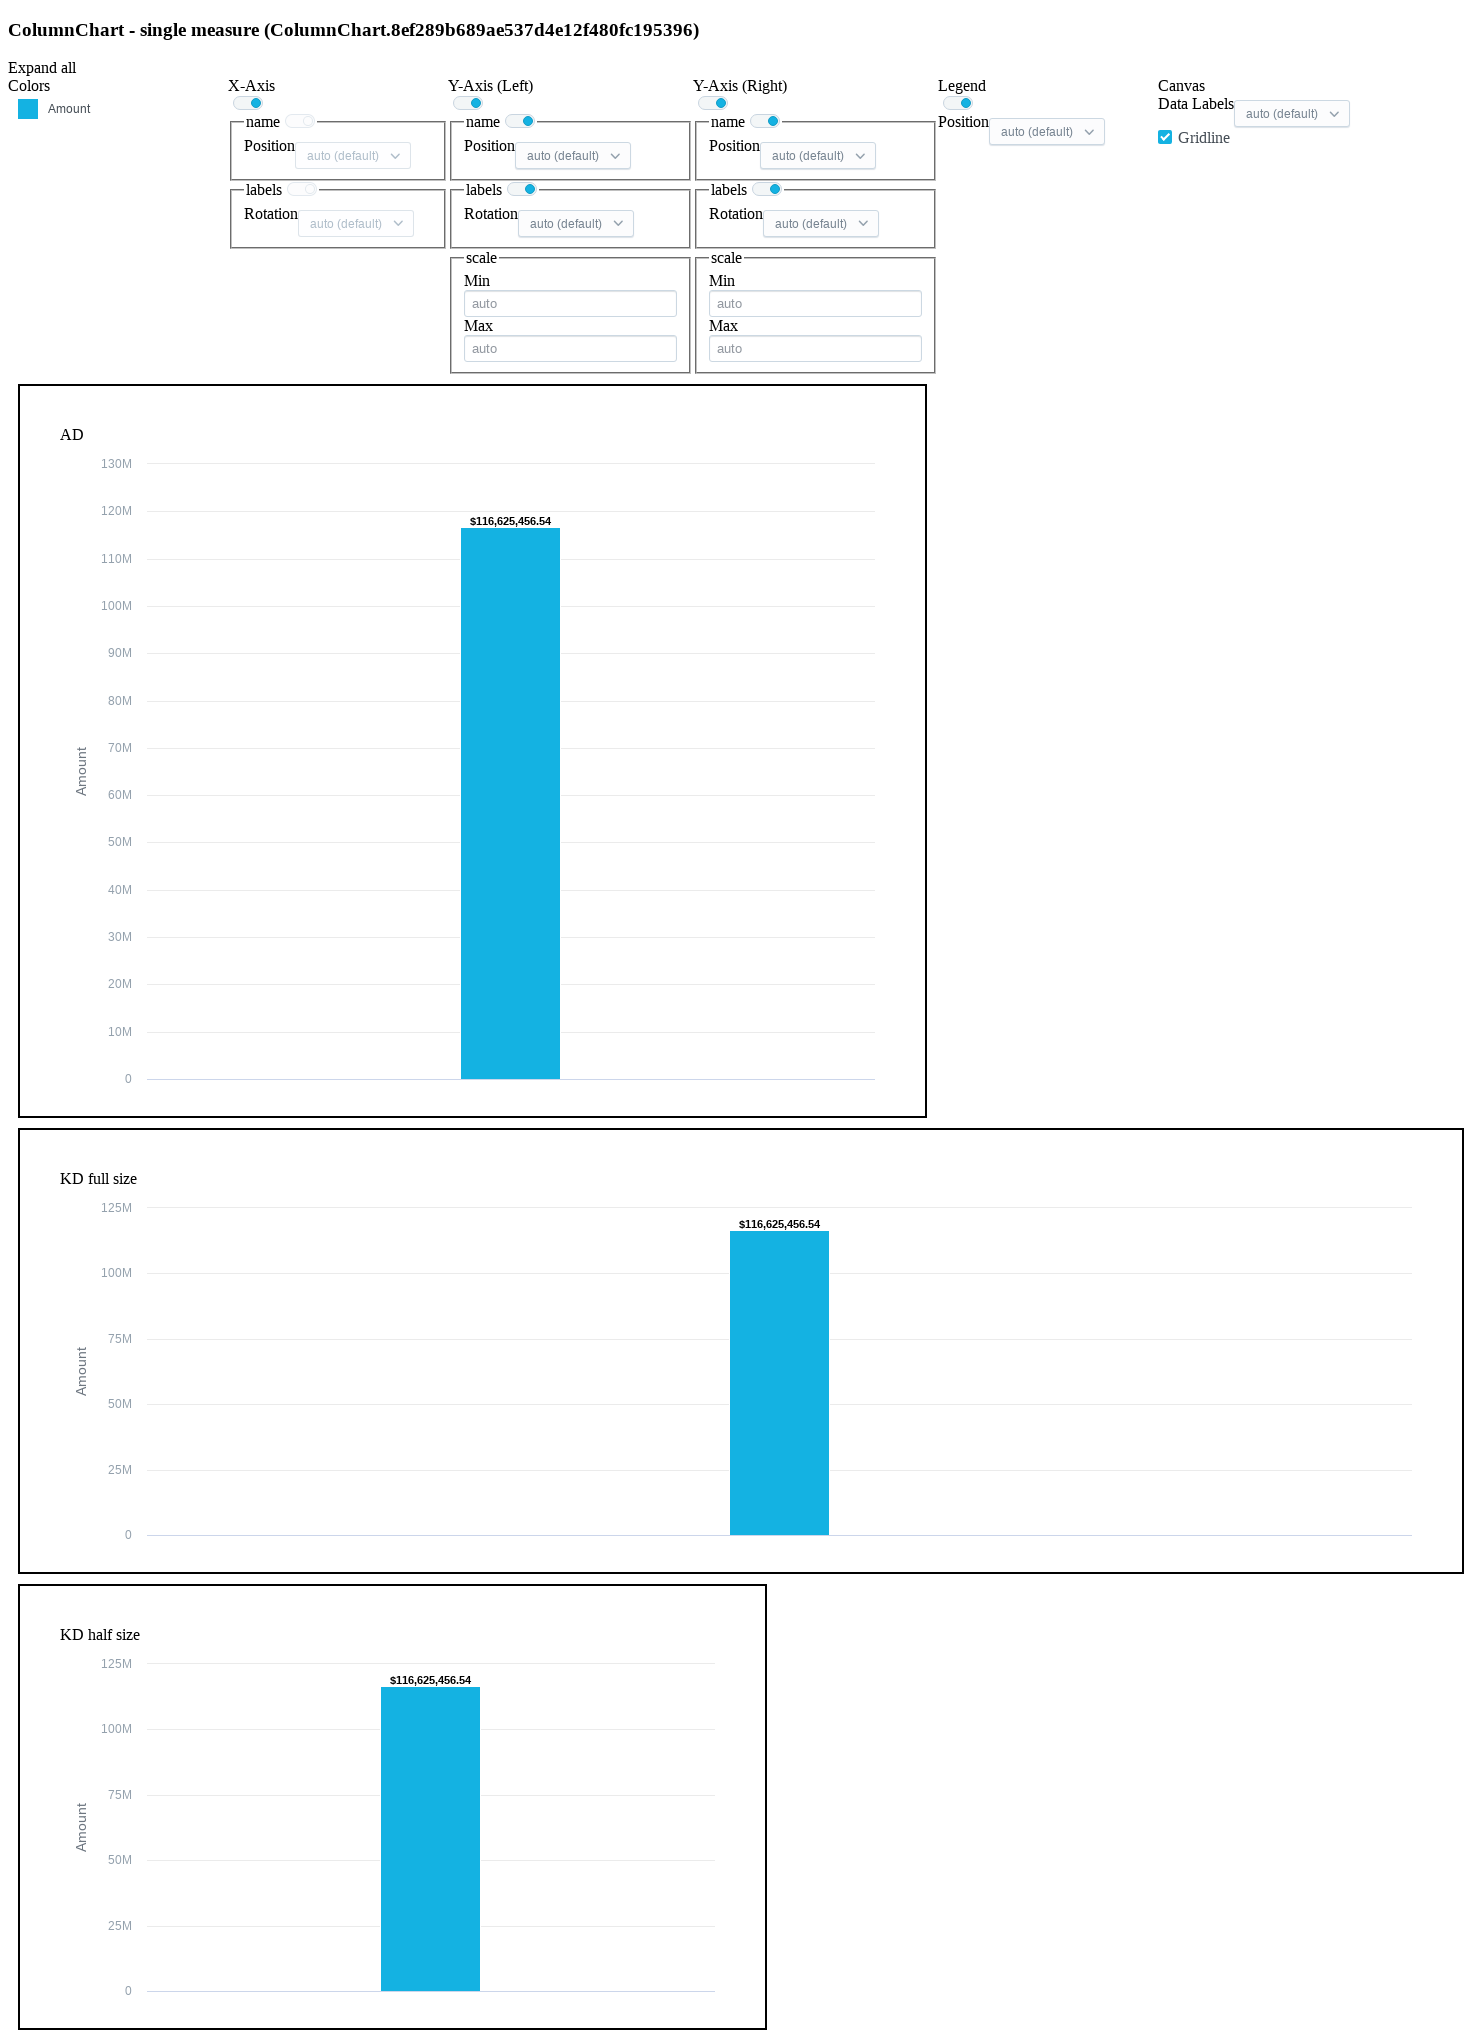 ColumnChart - single measure (ColumnChart.8ef289b689ae537d4e12f480fc195396)
Expand all
Colors
Amount
X-Axis
name
Position auto (default)
labels
Rotation auto (default)
Y-Axis (Left)
name
Position auto (default)
labels
Rotation auto (default)
scale
Min
auto
Max
auto
Y-Axis (Right)
name
Position auto (default)
labels
Rotation auto (default)
scale
Min
auto
Max
auto
Legend
Position auto (default)
Canvas
Data Labels auto (default)
Gridline
AD
130M
120M
$116,625,456.54
110M
100M
90M
80M
70M
Amount
60M
50M
40M
30M
20M
10M
0
KD full size
125M
$116,625,456.54
100M
75M
Amount
50M
25M
0
KD half size
125M
$116,625,456.54
100M
75M
Amount
50M
25M
0